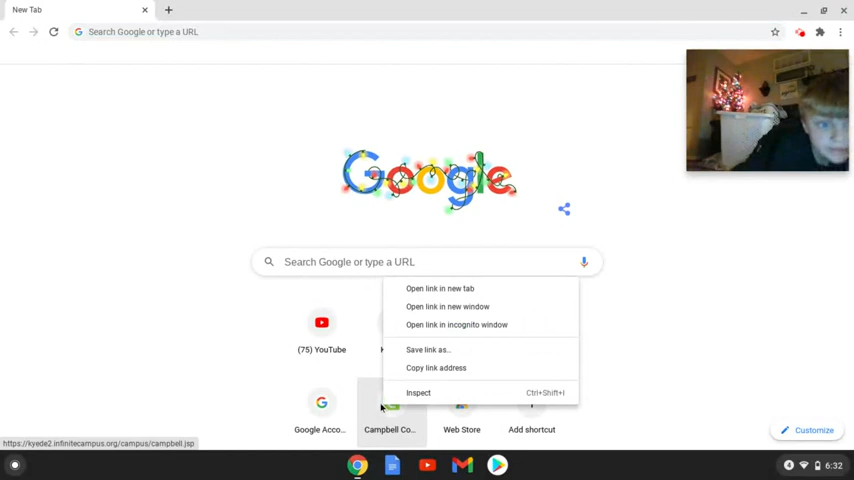 New Tab
Search Google or type a URL
Google
Search Google or type a URL
Open link in new tab
Open link in new window
Open link in incognito window
(75) YouTube
K
Save link as...
Copy link address
Inspect Ctrl+Shift+I
Google Acco...
Campbell Co...
Web Store
Add shortcut
Customize
https://kyede2.infinitecampus.org/campus/campbell.jsp
4
6:32